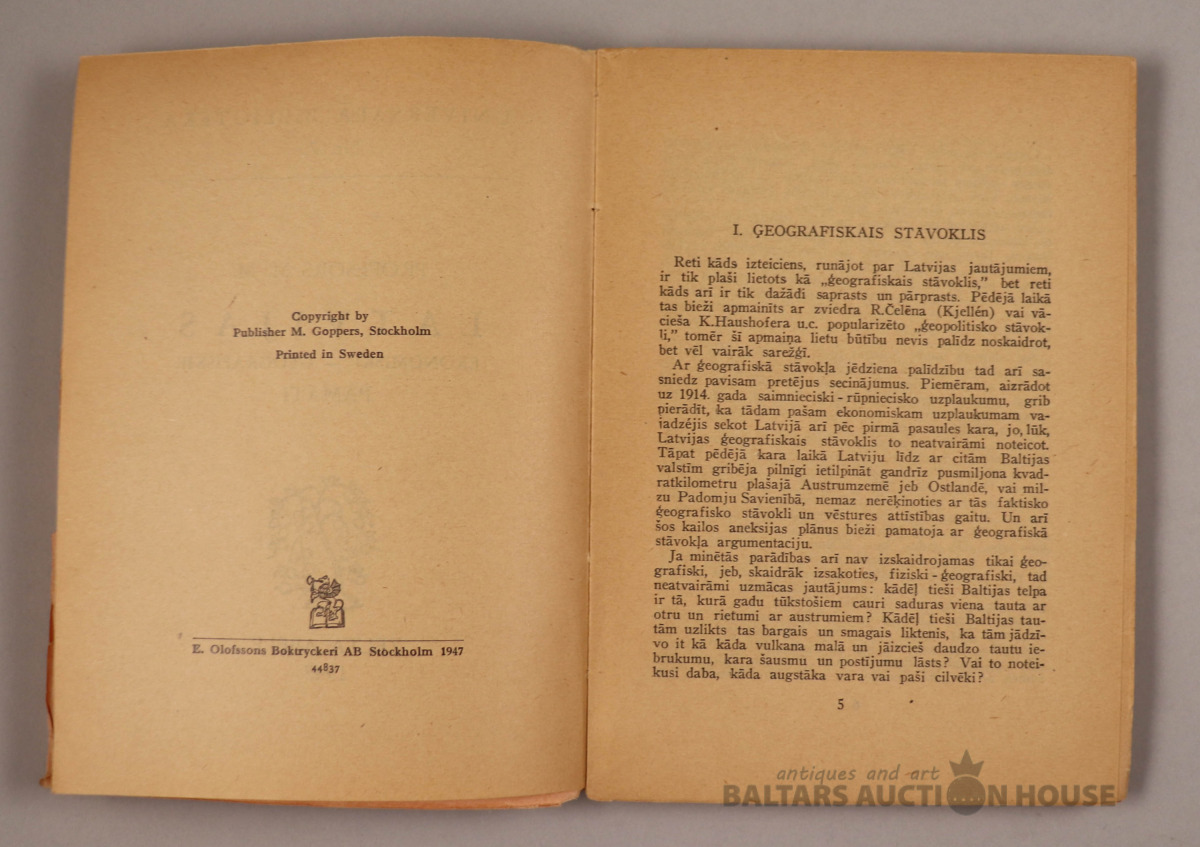 Copyright by
Publisher M. Goppers, Stockholm
Printed in Sweden
E. Olofssons Boktryckeri AB Stockholm 1947
44837
I. ĢEOGRAFISKAIS STĀVOKLIS
Reti kāds izteiciens, runājot par Latvijas jautājumiem,
ir tik plaši lietots kā „ģeografiskais stāvoklis,” bet reti
kāds arī ir tik dažādi saprasts un pārprasts. Pēdējā laikā
tas bieži apmainīts ar zviedra R.Čelēna (Kjellén) vai vā-
cieša K.Haushofera u.c. popularizēto „ģeopolitisko stāvok-
li,” tomēr šī apmaiņa lietu būtību nevis palīdz noskaidrot,
bet vēl vairāk sarežģī.
Ar ģeografiskā stāvokļa jēdziena palīdzību tad arī sa-
sniedz pavisam pretējus secinājumus. Piemēram, aizrādot
uz 1914. gada saimnieciski-rūpniecisko uzplaukumu, grib
pierādīt, ka tādam pašam ekonomiskam uzplaukumam va-
jadzējis sekot Latvijā arī pēc pirmā pasaules kara, jo, lūk,
Latvijas ģeografiskais stāvoklis to neatvairāmi noteicot.
Tāpat pēdējā kara laikā Latviju līdz ar citām Baltijas
valstīm gribēja pilnīgi ietilpināt gandrīz pusmiljona kvad-
ratkilometru plašajā Austrumzemē jeb Ostlandē, vai mil-
zu Padomju Savienībā, nemaz nerēķinoties ar tās faktisko
ģeografisko stāvokli un vēstures attīstības gaitu. Un arī
šos kailos aneksijas plānus bieži pamatoja ar ģeografiskā
stāvokļa argumentaciju.
Ja minētās parādības arī nav izskaidrojamas tikai ģeo-
grafiski, jeb, skaidrāk izsakoties, fiziski-ģeografiski, tad
neatvairāmi uzmācas jautājums: kādēļ tieši Baltijas telpa
ir tā, kurā gadu tūkstošiem cauri saduras viena tauta ar
otru un rietumi ar austrumiem? Kādēļ tieši Baltijas tau-
tām uzlikts tas bargais un smagais liktenis, ka tām jādzī-
vo it kā kāda vulkana malā un jāizcieš daudzo tautu ie-
brukumu, kara šausmu un postījumu lāsts? Vai to notei-
kusi daba, kāda augstāka vara vai paši cilvēki?
5
antiques and art
BALTARS AUCTION HOUSE